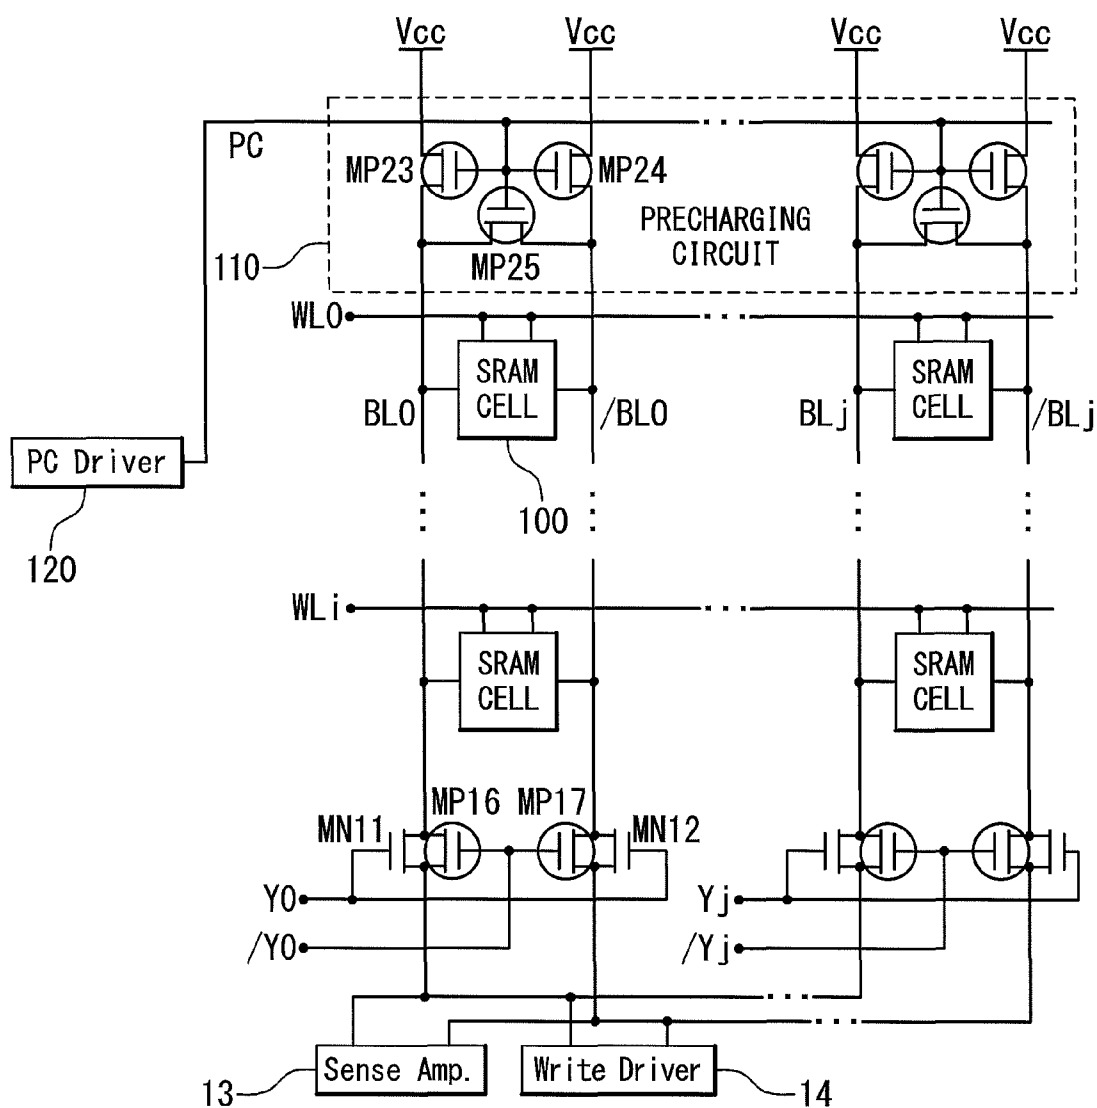 Vcc Vcc Vcc Vcc
PC
MP23 MP24
PRECHARGING
CIRCUIT
110
MP25
WL0
SRAM
CELL
SRAM
CELL
BL0 /BL0 BLj /BLj
PC Driver
100
120
WLi
SRAM
CELL
SRAM
CELL
MP16 MP17
MN11 MN12
Y0 Yj
/Y0 /Yj
Sense Amp. Write Driver
13 14